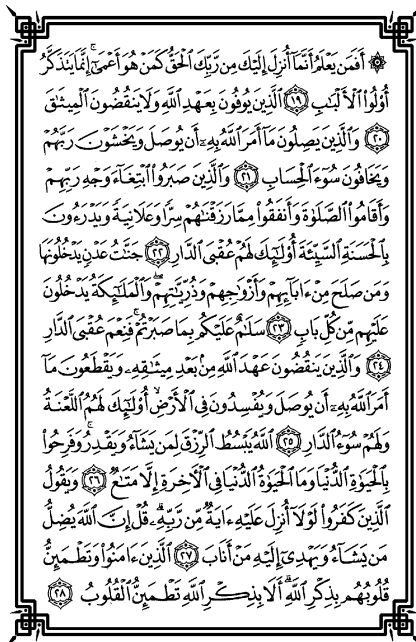 ۞ أَفَمَن يَعْلَمُ أَنَّمَآ أُنزِلَ إِلَيْكَ مِن رَّبِّكَ ٱلْحَقُّ كَمَنْ هُوَ أَعْمَىٰٓ ۚ إِنَّمَا يَتَذَكَّرُ
أُو۟لُوا۟ ٱلْأَلْبَٰبِ ١٩ ٱلَّذِينَ يُوفُونَ بِعَهْدِ ٱللَّهِ وَلَا يَنقُضُونَ ٱلْمِيثَٰقَ
٢٠ وَٱلَّذِينَ يَصِلُونَ مَآ أَمَرَ ٱللَّهُ بِهِۦٓ أَن يُوصَلَ وَيَخْشَوْنَ رَبَّهُمْ
وَيَخَافُونَ سُوٓءَ ٱلْحِسَابِ ٢١ وَٱلَّذِينَ صَبَرُوا۟ ٱبْتِغَآءَ وَجْهِ رَبِّهِمْ
وَأَقَامُوا۟ ٱلصَّلَوٰةَ وَأَنفَقُوا۟ مِمَّا رَزَقْنَٰهُمْ سِرًّا وَعَلَانِيَةً وَيَدْرَءُونَ
بِٱلْحَسَنَةِ ٱلسَّيِّئَةَ أُو۟لَٰٓئِكَ لَهُمْ عُقْبَى ٱلدَّارِ ٢٢ جَنَّٰتُ عَدْنٍ يَدْخُلُونَهَا
وَمَن صَلَحَ مِنْ ءَابَآئِهِمْ وَأَزْوَٰجِهِمْ وَذُرِّيَّٰتِهِمْ ۖ وَٱلْمَلَٰٓئِكَةُ يَدْخُلُونَ
عَلَيْهِم مِّن كُلِّ بَابٍ ٢٣ سَلَٰمٌ عَلَيْكُم بِمَا صَبَرْتُمْ ۚ فَنِعْمَ عُقْبَى ٱلدَّارِ
٢٤ وَٱلَّذِينَ يَنقُضُونَ عَهْدَ ٱللَّهِ مِنۢ بَعْدِ مِيثَٰقِهِۦ وَيَقْطَعُونَ مَآ
أَمَرَ ٱللَّهُ بِهِۦٓ أَن يُوصَلَ وَيُفْسِدُونَ فِى ٱلْأَرْضِ ۙ أُو۟لَٰٓئِكَ لَهُمُ ٱللَّعْنَةُ
وَلَهُمْ سُوٓءُ ٱلدَّارِ ٢٥ ٱللَّهُ يَبْسُطُ ٱلرِّزْقَ لِمَن يَشَآءُ وَيَقْدِرُ ۚ وَفَرِحُوا۟
بِٱلْحَيَوٰةِ ٱلدُّنْيَا وَمَا ٱلْحَيَوٰةُ ٱلدُّنْيَا فِى ٱلْءَاخِرَةِ إِلَّا مَتَٰعٌ ٢٦ وَيَقُولُ
ٱلَّذِينَ كَفَرُوا۟ لَوْلَآ أُنزِلَ عَلَيْهِ ءَايَةٌ مِّن رَّبِّهِۦ ۗ قُلْ إِنَّ ٱللَّهَ يُضِلُّ
مَن يَشَآءُ وَيَهْدِىٓ إِلَيْهِ مَنْ أَنَابَ ٢٧ ٱلَّذِينَ ءَامَنُوا۟ وَتَطْمَئِنُّ
قُلُوبُهُم بِذِكْرِ ٱللَّهِ ۗ أَلَا بِذِكْرِ ٱللَّهِ تَطْمَئِنُّ ٱلْقُلُوبُ ٢٨